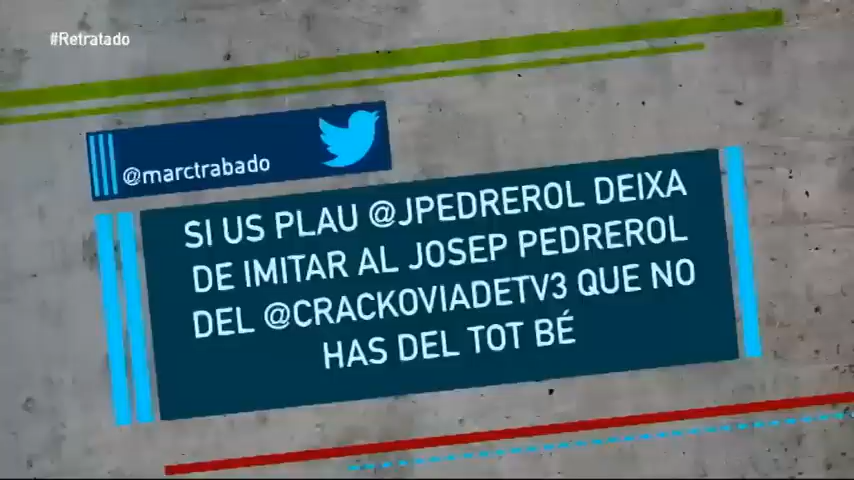 #Retratado
@marctrabado
SI US PLAU @JPEDREROL DEIXA
DE IMITAR AL JOSEP PEDREROL
DEL @CRACKOVIADETV3 QUE NO
HAS DEL TOT BÉ